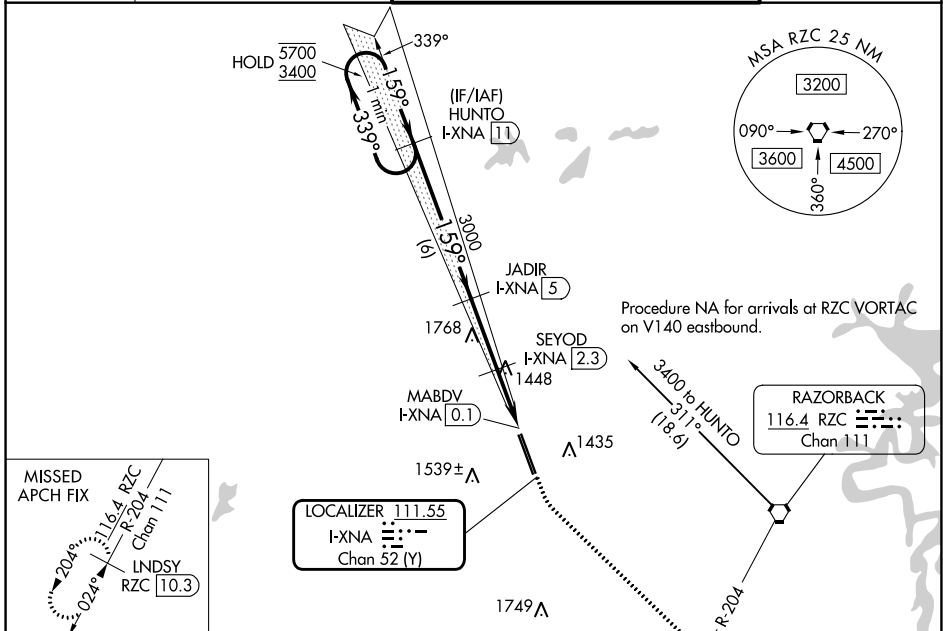 HOLD 5700
3400
339°
159°
1 min
339°
(IF/IAF)
HUNTO
I-XNA 11
MSA RZC 25 NM
3200
090°
270°
3600
4500
360°
3000
159°
(6)
JADIR
I-XNA 5
1768
SEYOD
I-XNA 2.3
1448
MABDV
I-XNA 0.1
1435
1539±
Procedure NA for arrivals at RZC VORTAC
on V140 eastbound.
3400 to HUNTO
311°
(18.6)
RAZORBACK
116.4 RZC
Chan 111
LOCALIZER 111.55
I-XNA
Chan 52 (Y)
MISSED
APCH FIX
116.4 RZC
R-204
Chan 111
204°
024°
LNDSY
RZC 10.3
1749
R-204